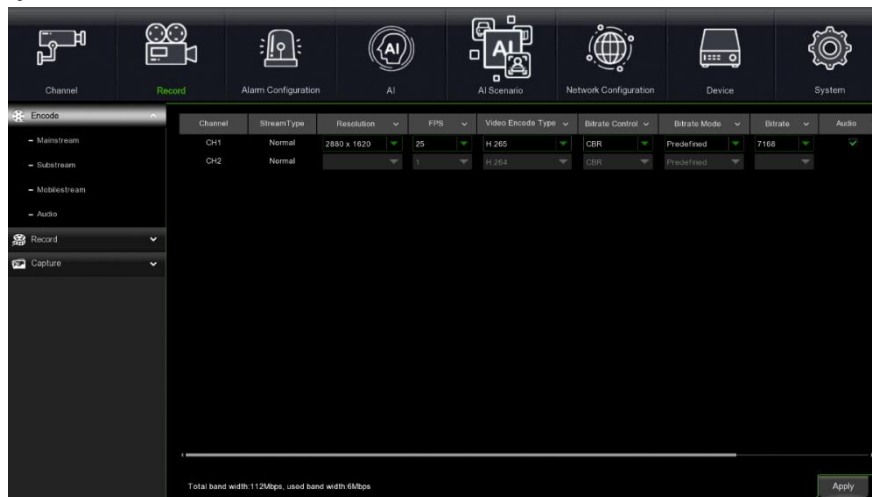 AI
AI
Channel Record Alarm Configuration AI AI Scenario Network Configuration Device System
Encode
Mainstream
Substream
Mobilestream
Audio
Record
Capture
Channel StreamType Resolution FPS Video Encode Type Bitrate Control Bitrate Mode Bitrate Audio
CH1 Normal 2880 x 1620 25 H.265 CBR Predefined 7168
CH2 Normal 1 H.264 CBR Predefined
Total band width:112Mbps, used band width:6Mbps
Apply